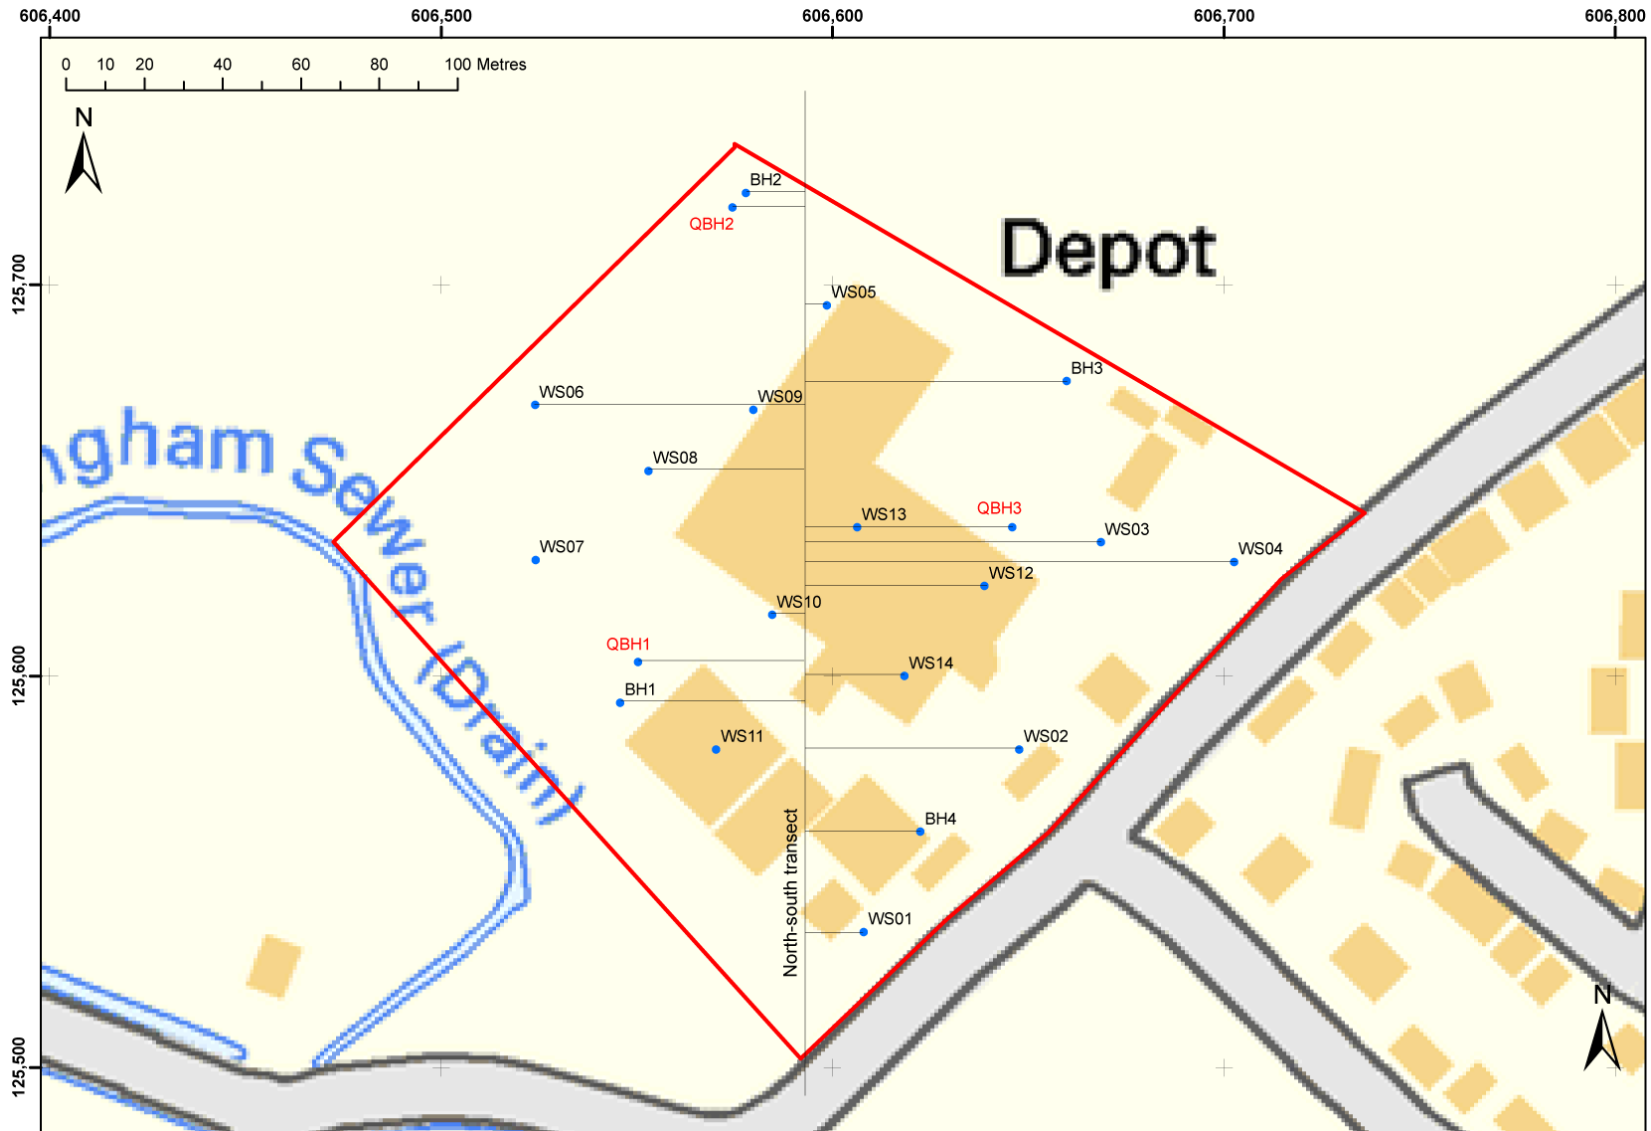 606,400
606,500
606,600
606,700
606,800
0 10 20 40 60 80 100 Metres
N
BH2
QBH2
Depot
125,700
WS05
BH3
WS06
WS09
ngham Sewer (Drain)
WS08
WS13
QBH3
WS03
WS07
WS04
WS12
WS10
QBH1
WS14
125,600
BH1
WS11
WS02
BH4
North-south transect
WS01
N
125,500